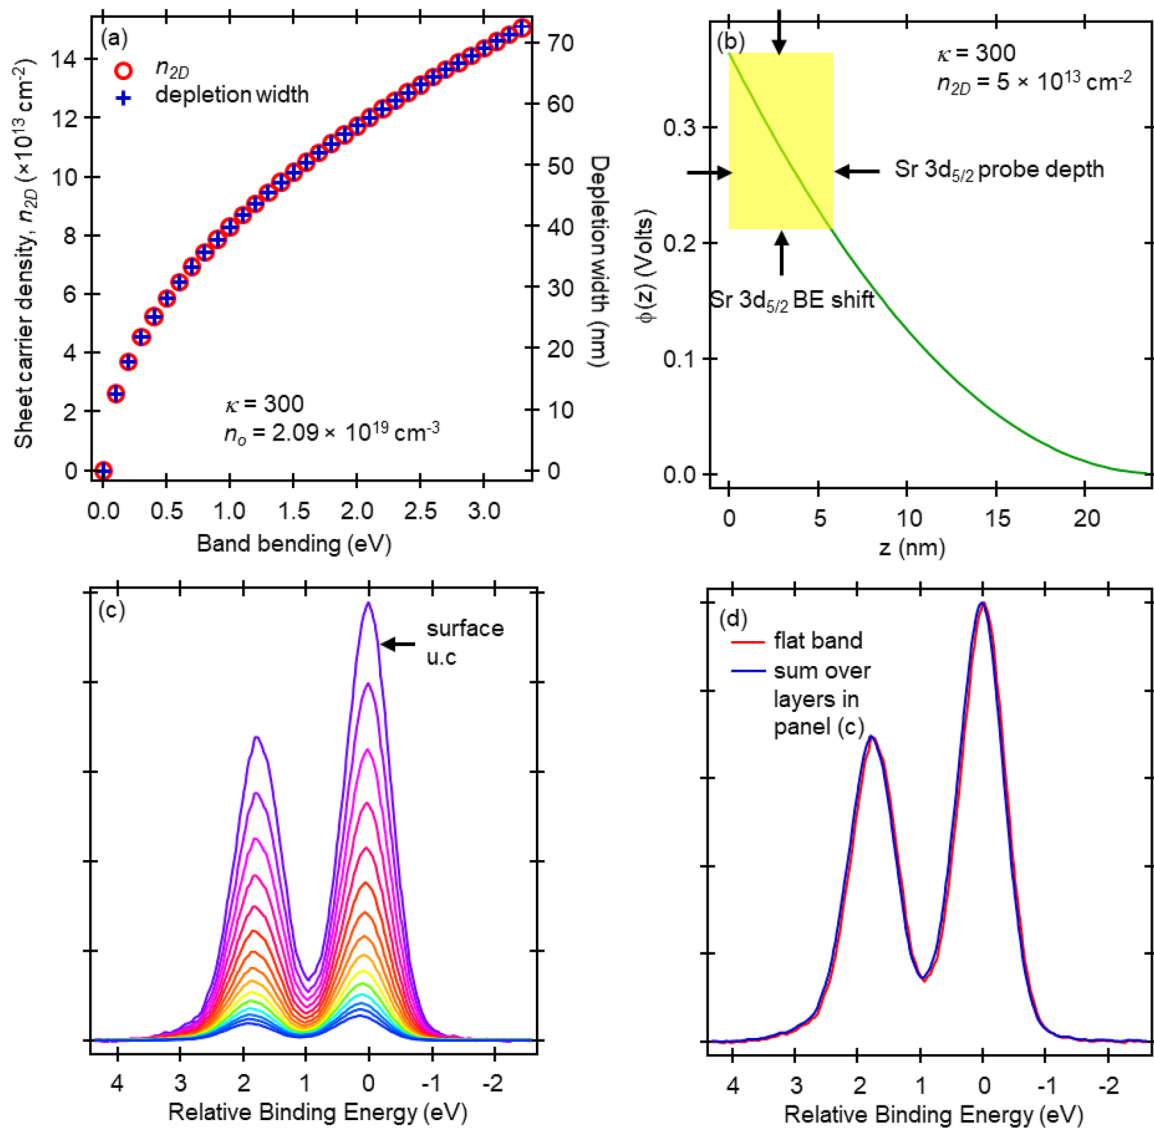 (a)
n2D
depletion width
κ = 300
no = 2.09 × 10^19 cm^-3
Sheet carrier density, n2D (×10^13 cm^-2)
14
12
10
8
6
4
2
0
70
60
50
40
30
20
10
0
Depletion width (nm)
0.0 0.5 1.0 1.5 2.0 2.5 3.0
Band bending (eV)
(b)
κ = 300
n2D = 5 × 10^13 cm^-2
Sr 3d5/2 probe depth
Sr 3d5/2 BE shift
ϕ(z) (Volts)
0.3
0.2
0.1
0.0
0 5 10 15 20
z (nm)
(c)
surface
u.c
4 3 2 1 0 -1 -2
Relative Binding Energy (eV)
(d)
flat band
sum over
layers in
panel (c)
4 3 2 1 0 -1 -2
Relative Binding Energy (eV)